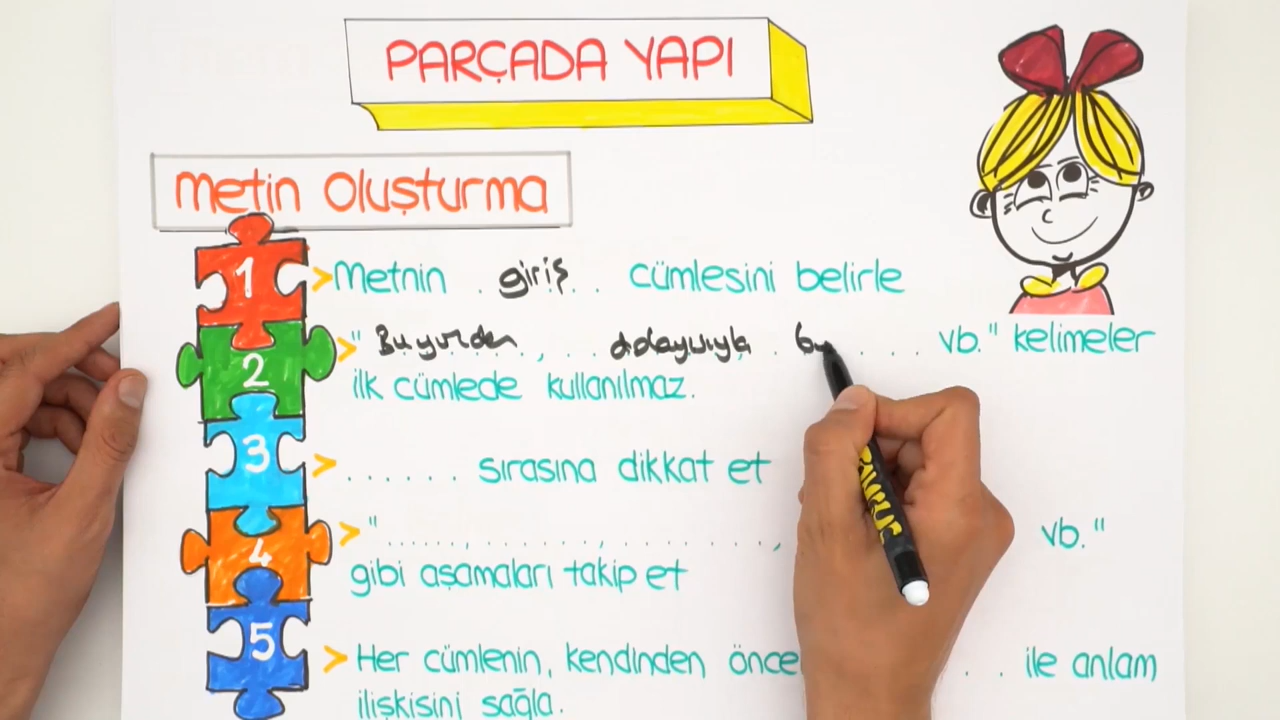 PARÇADA YAPI
Metin Oluşturma
1 > Metnin . giriş . . cümlesini belirle
2 > " Bu yüzden , . . dolayısıyla . bu . . . . vb." kelimeler
ilk cümlede kullanılmaz.
3 > . . . . . . sırasına dikkat et
4 > " ......, ......, ........, vb."
gibi aşamaları takip et
5 > Her cümlenin, kendinden önce . . ile anlam
ilişkisini sağla.